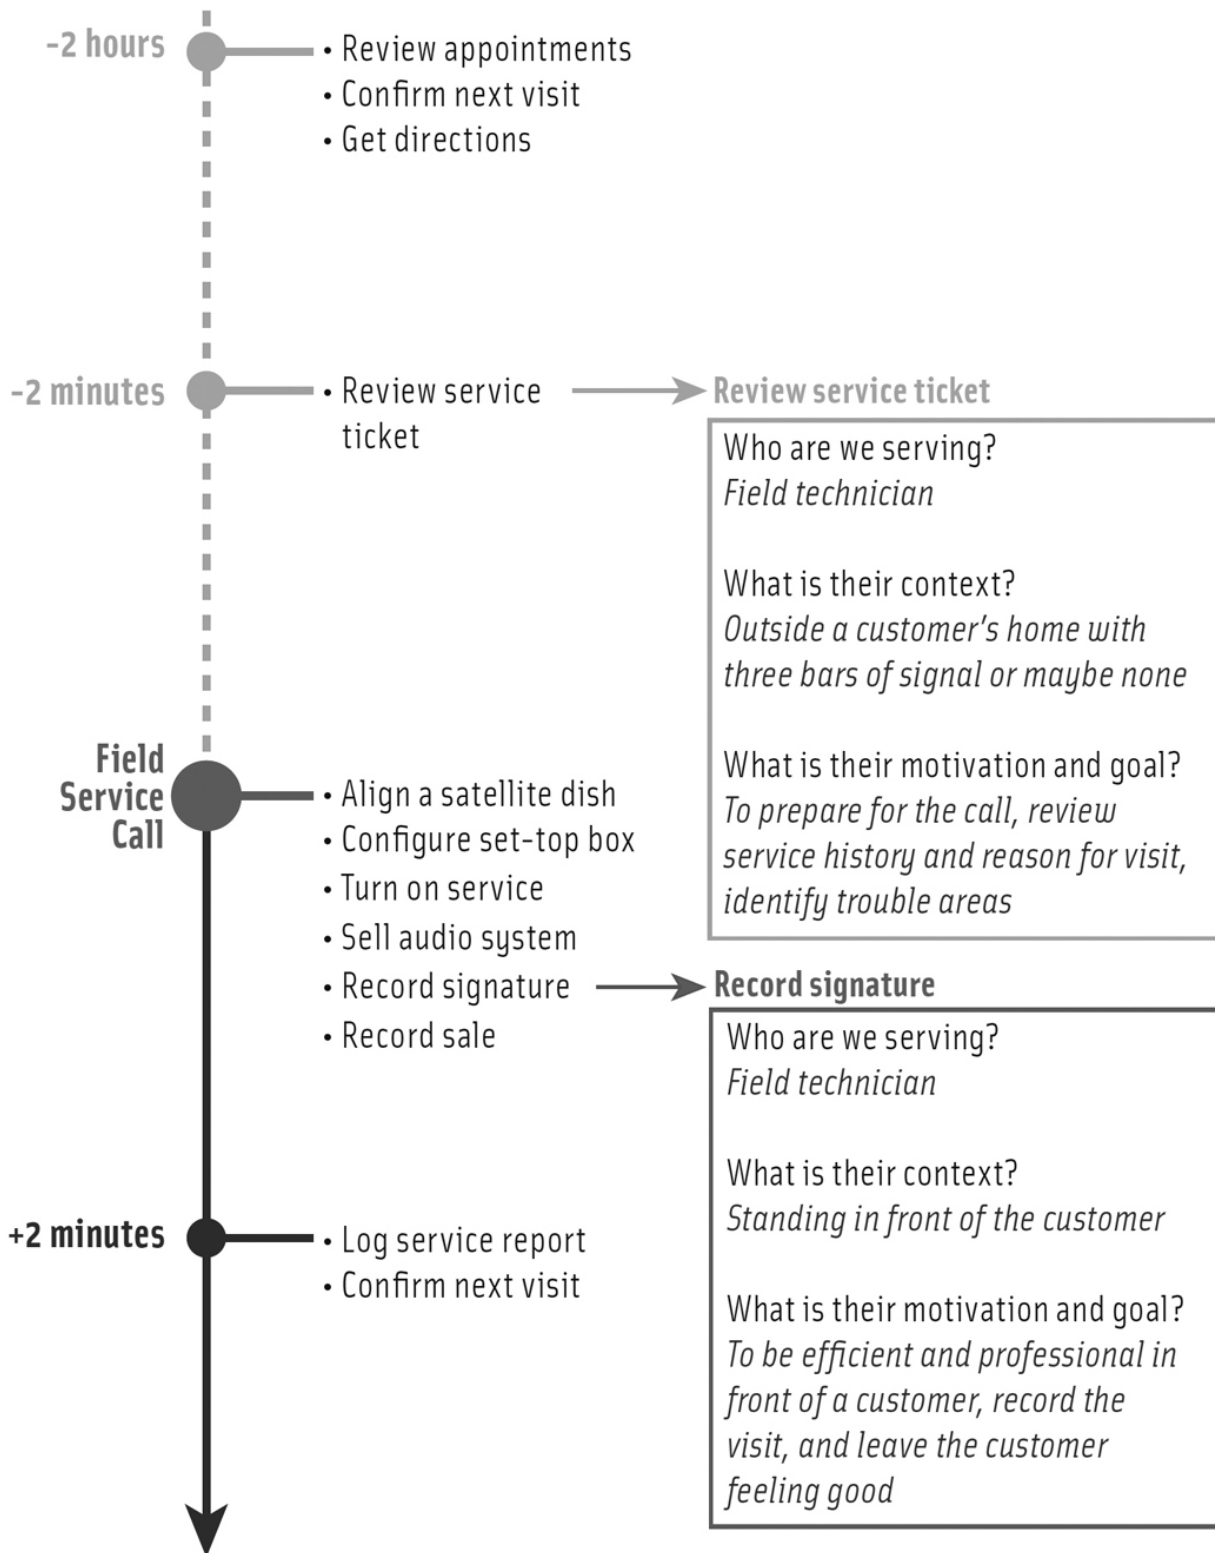 -2 hours
• Review appointments
• Confirm next visit
• Get directions
-2 minutes
• Review service
ticket
Review service ticket
Who are we serving?
Field technician
What is their context?
Outside a customer's home with
three bars of signal or maybe none
What is their motivation and goal?
To prepare for the call, review
service history and reason for visit,
identify trouble areas
Field
Service
Call
• Align a satellite dish
• Configure set-top box
• Turn on service
• Sell audio system
• Record signature
• Record sale
Record signature
Who are we serving?
Field technician
What is their context?
Standing in front of the customer
What is their motivation and goal?
To be efficient and professional in
front of a customer, record the
visit, and leave the customer
feeling good
+2 minutes
• Log service report
• Confirm next visit